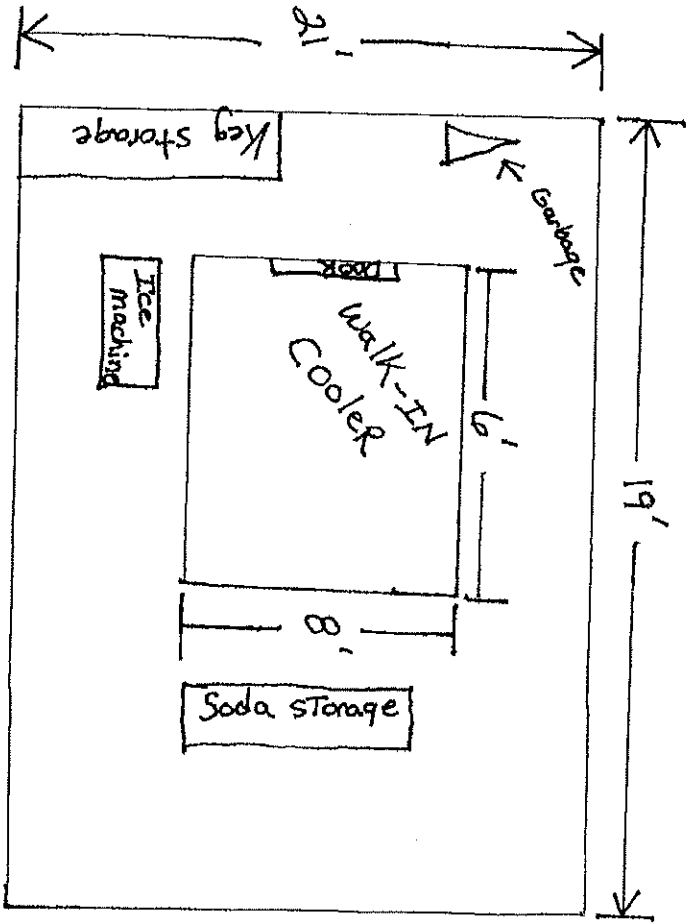 21'
Keg storage
Garbage
Ice
machine
DOOR
WALK-IN
COOLER
6'
19'
8'
Soda storage